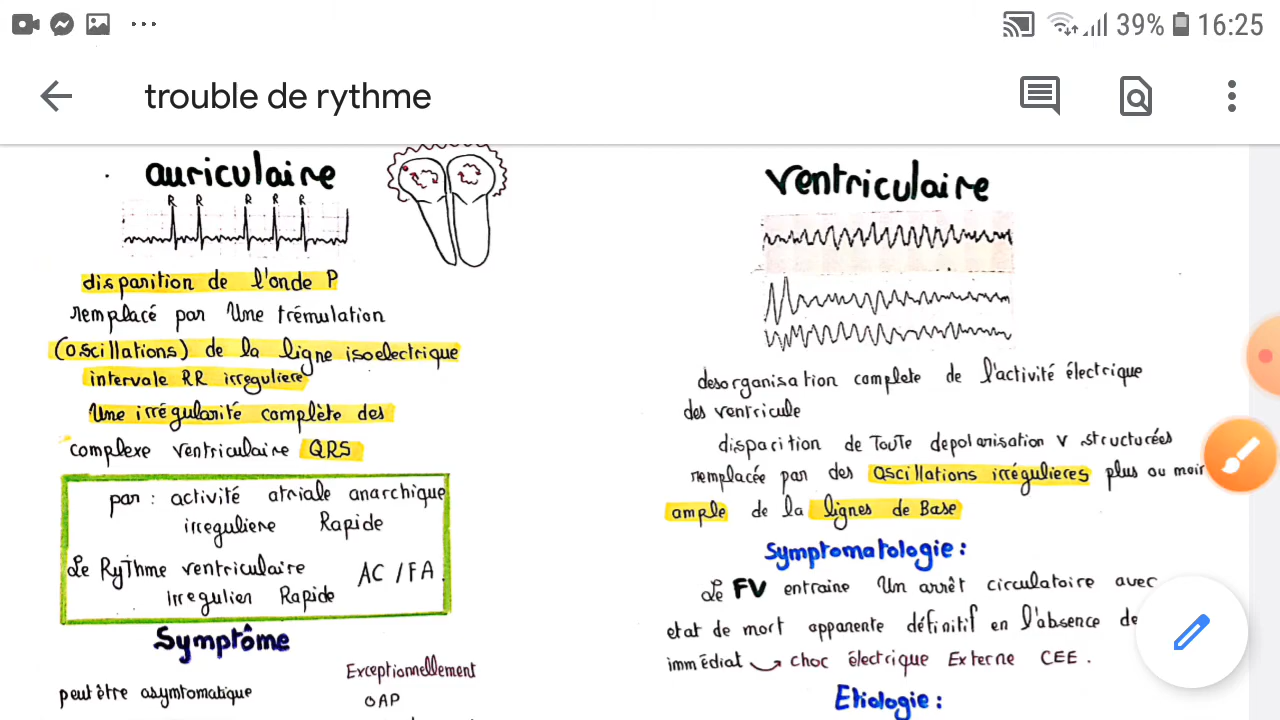 39% 16:25
trouble de rythme
auriculaire
R R R R R
disparition de l'onde P
remplacé par Une trémulation
(oscillations) de la ligne isoelectrique
intervale RR irreguliere
Une irrégularité complète des
complexe ventriculaire QRS
par : activité atriale anarchique
irreguliere Rapide
Le Rythme ventriculaire AC / FA.
Irregulier Rapide
Symptôme
Exceptionnellement
peut être asymtomatique OAP
ventriculaire
desorganisation complete de l'activité électrique
des ventricule
disparition de TOUTE depolarisation v structurées
remplacée par des Oscillations irrégulieres plus ou moin
ample de la lignes de Base
Symptomatologie :
Le FV entraine Un arrêt circulatoire avec
etat de mort apparente définitif en l'absence de
immédiat → choc électrique Externe CEE.
Etiologie :